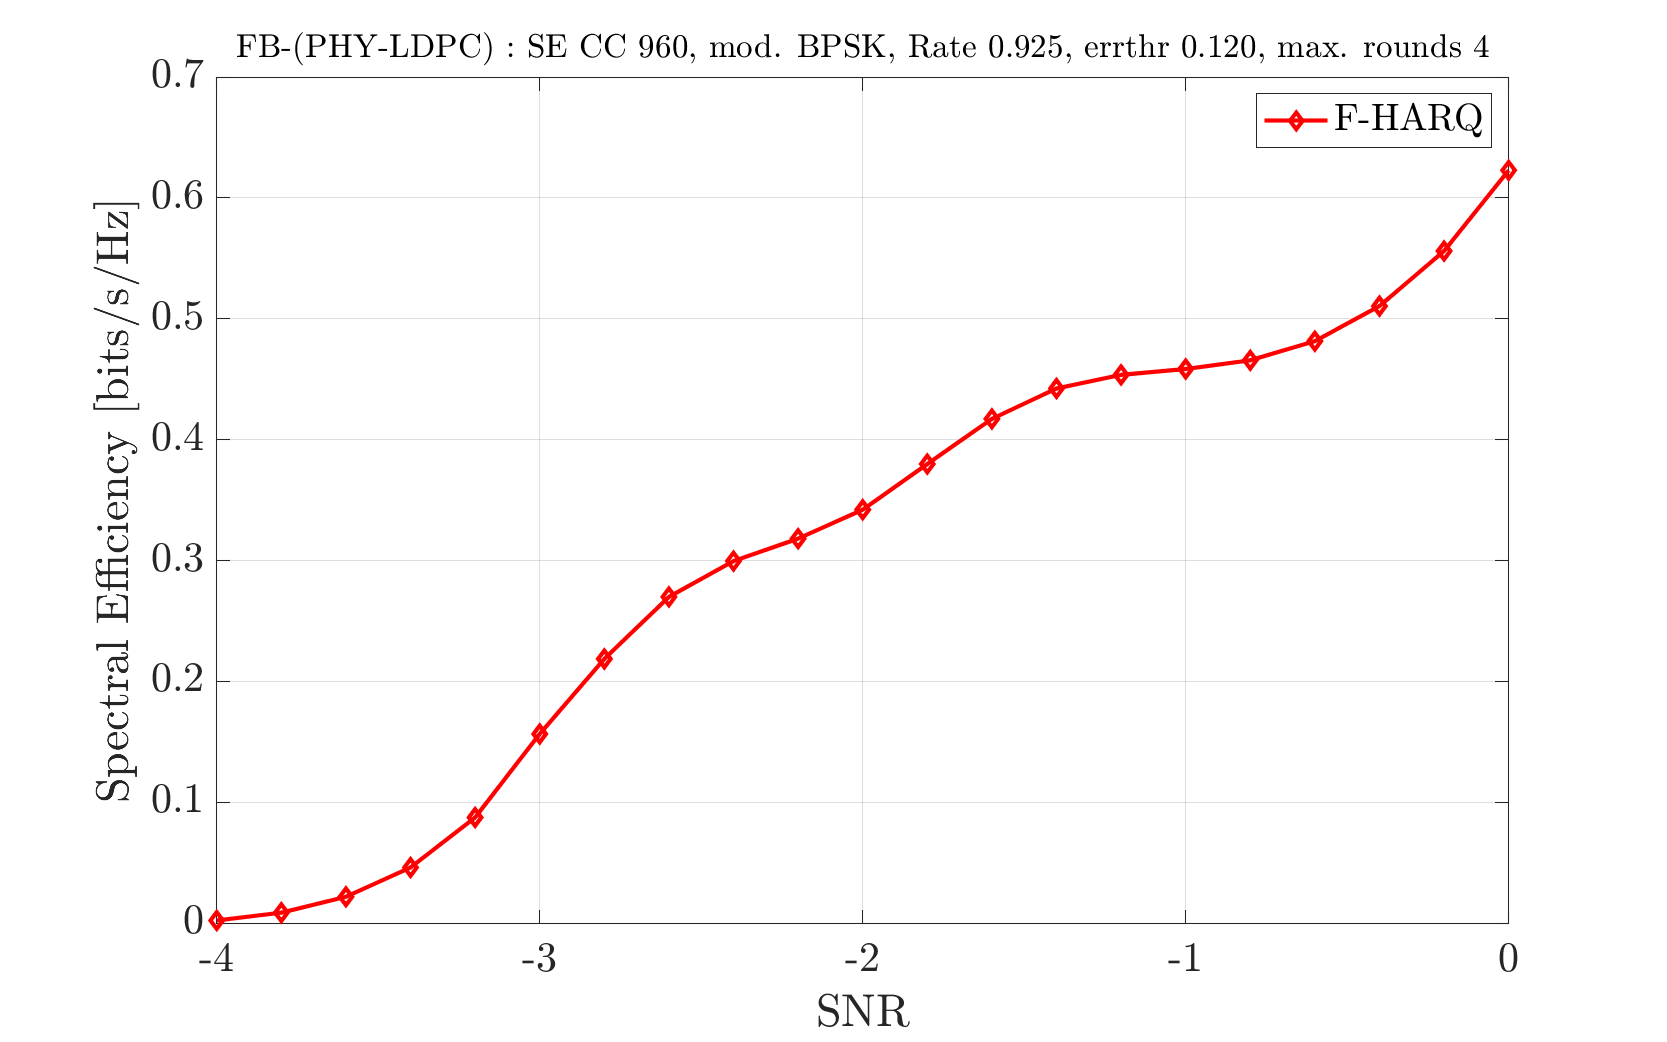 FB-(PHY-LDPC) : SE CC 960, mod. BPSK, Rate 0.925, errthr 0.120, max. rounds 4
F-HARQ
Spectral Efficiency [bits/s/Hz]
0.7
0.6
0.5
0.4
0.3
0.2
0.1
0
-4 -3 -2 -1 0
SNR